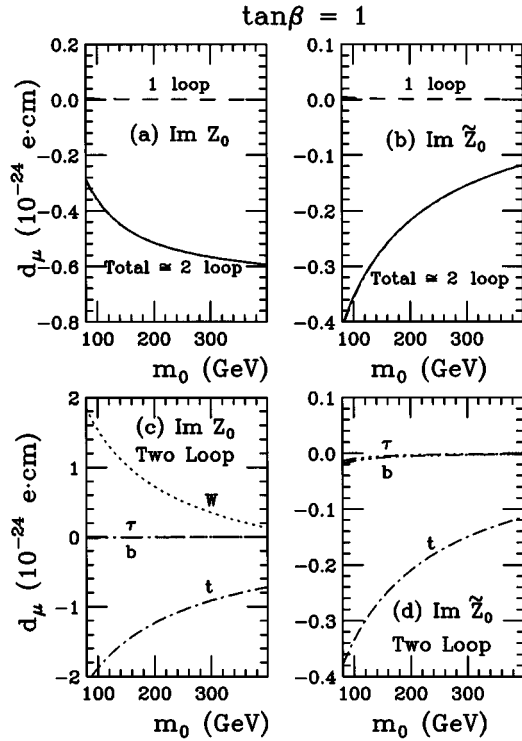 tanβ = 1
0.2
0.0
−0.2
−0.4
−0.6
−0.8
d_μ (10⁻²⁴ e·cm)
1 loop
(a) Im Z₀
Total ≃ 2 loop
100 200 300
m₀ (GeV)
0.1
0.0
−0.1
−0.2
−0.3
−0.4
1 loop
(b) Im Z̃₀
Total ≃ 2 loop
100 200 300
m₀ (GeV)
2
1
0
−1
−2
d_μ (10⁻²⁴ e·cm)
(c) Im Z₀
Two Loop
W
τ
b
t
100 200 300
m₀ (GeV)
0.1
0.0
−0.1
−0.2
−0.3
−0.4
τ
b
t
(d) Im Z̃₀
Two Loop
100 200 300
m₀ (GeV)